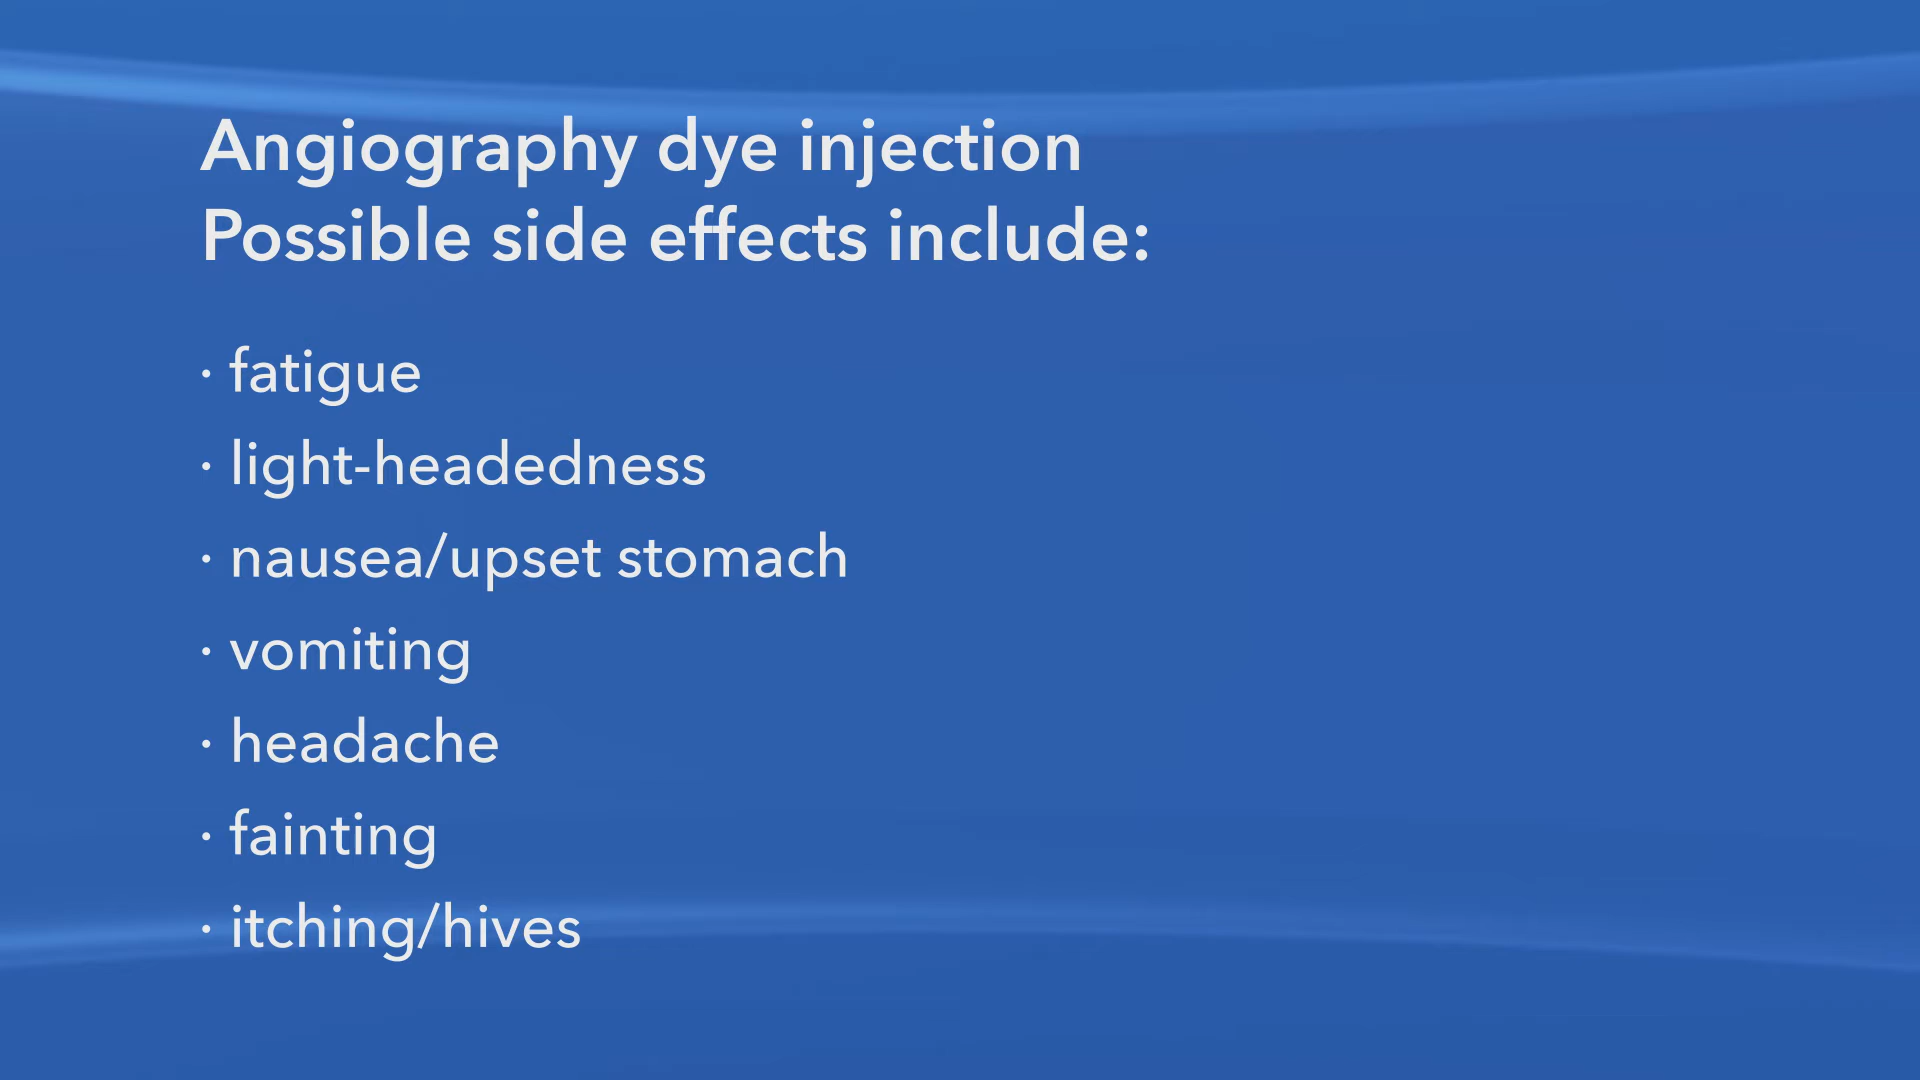 Angiography dye injection
Possible side effects include:
· fatigue
· light-headedness
· nausea/upset stomach
· vomiting
· headache
· fainting
· itching/hives